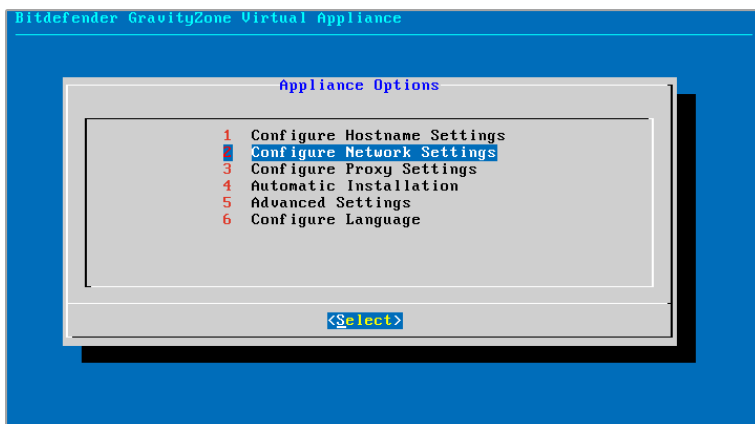 Bitdefender GravityZone Virtual Appliance
Appliance Options
1 Configure Hostname Settings
2 Configure Network Settings
3 Configure Proxy Settings
4 Automatic Installation
5 Advanced Settings
6 Configure Language
<Select>